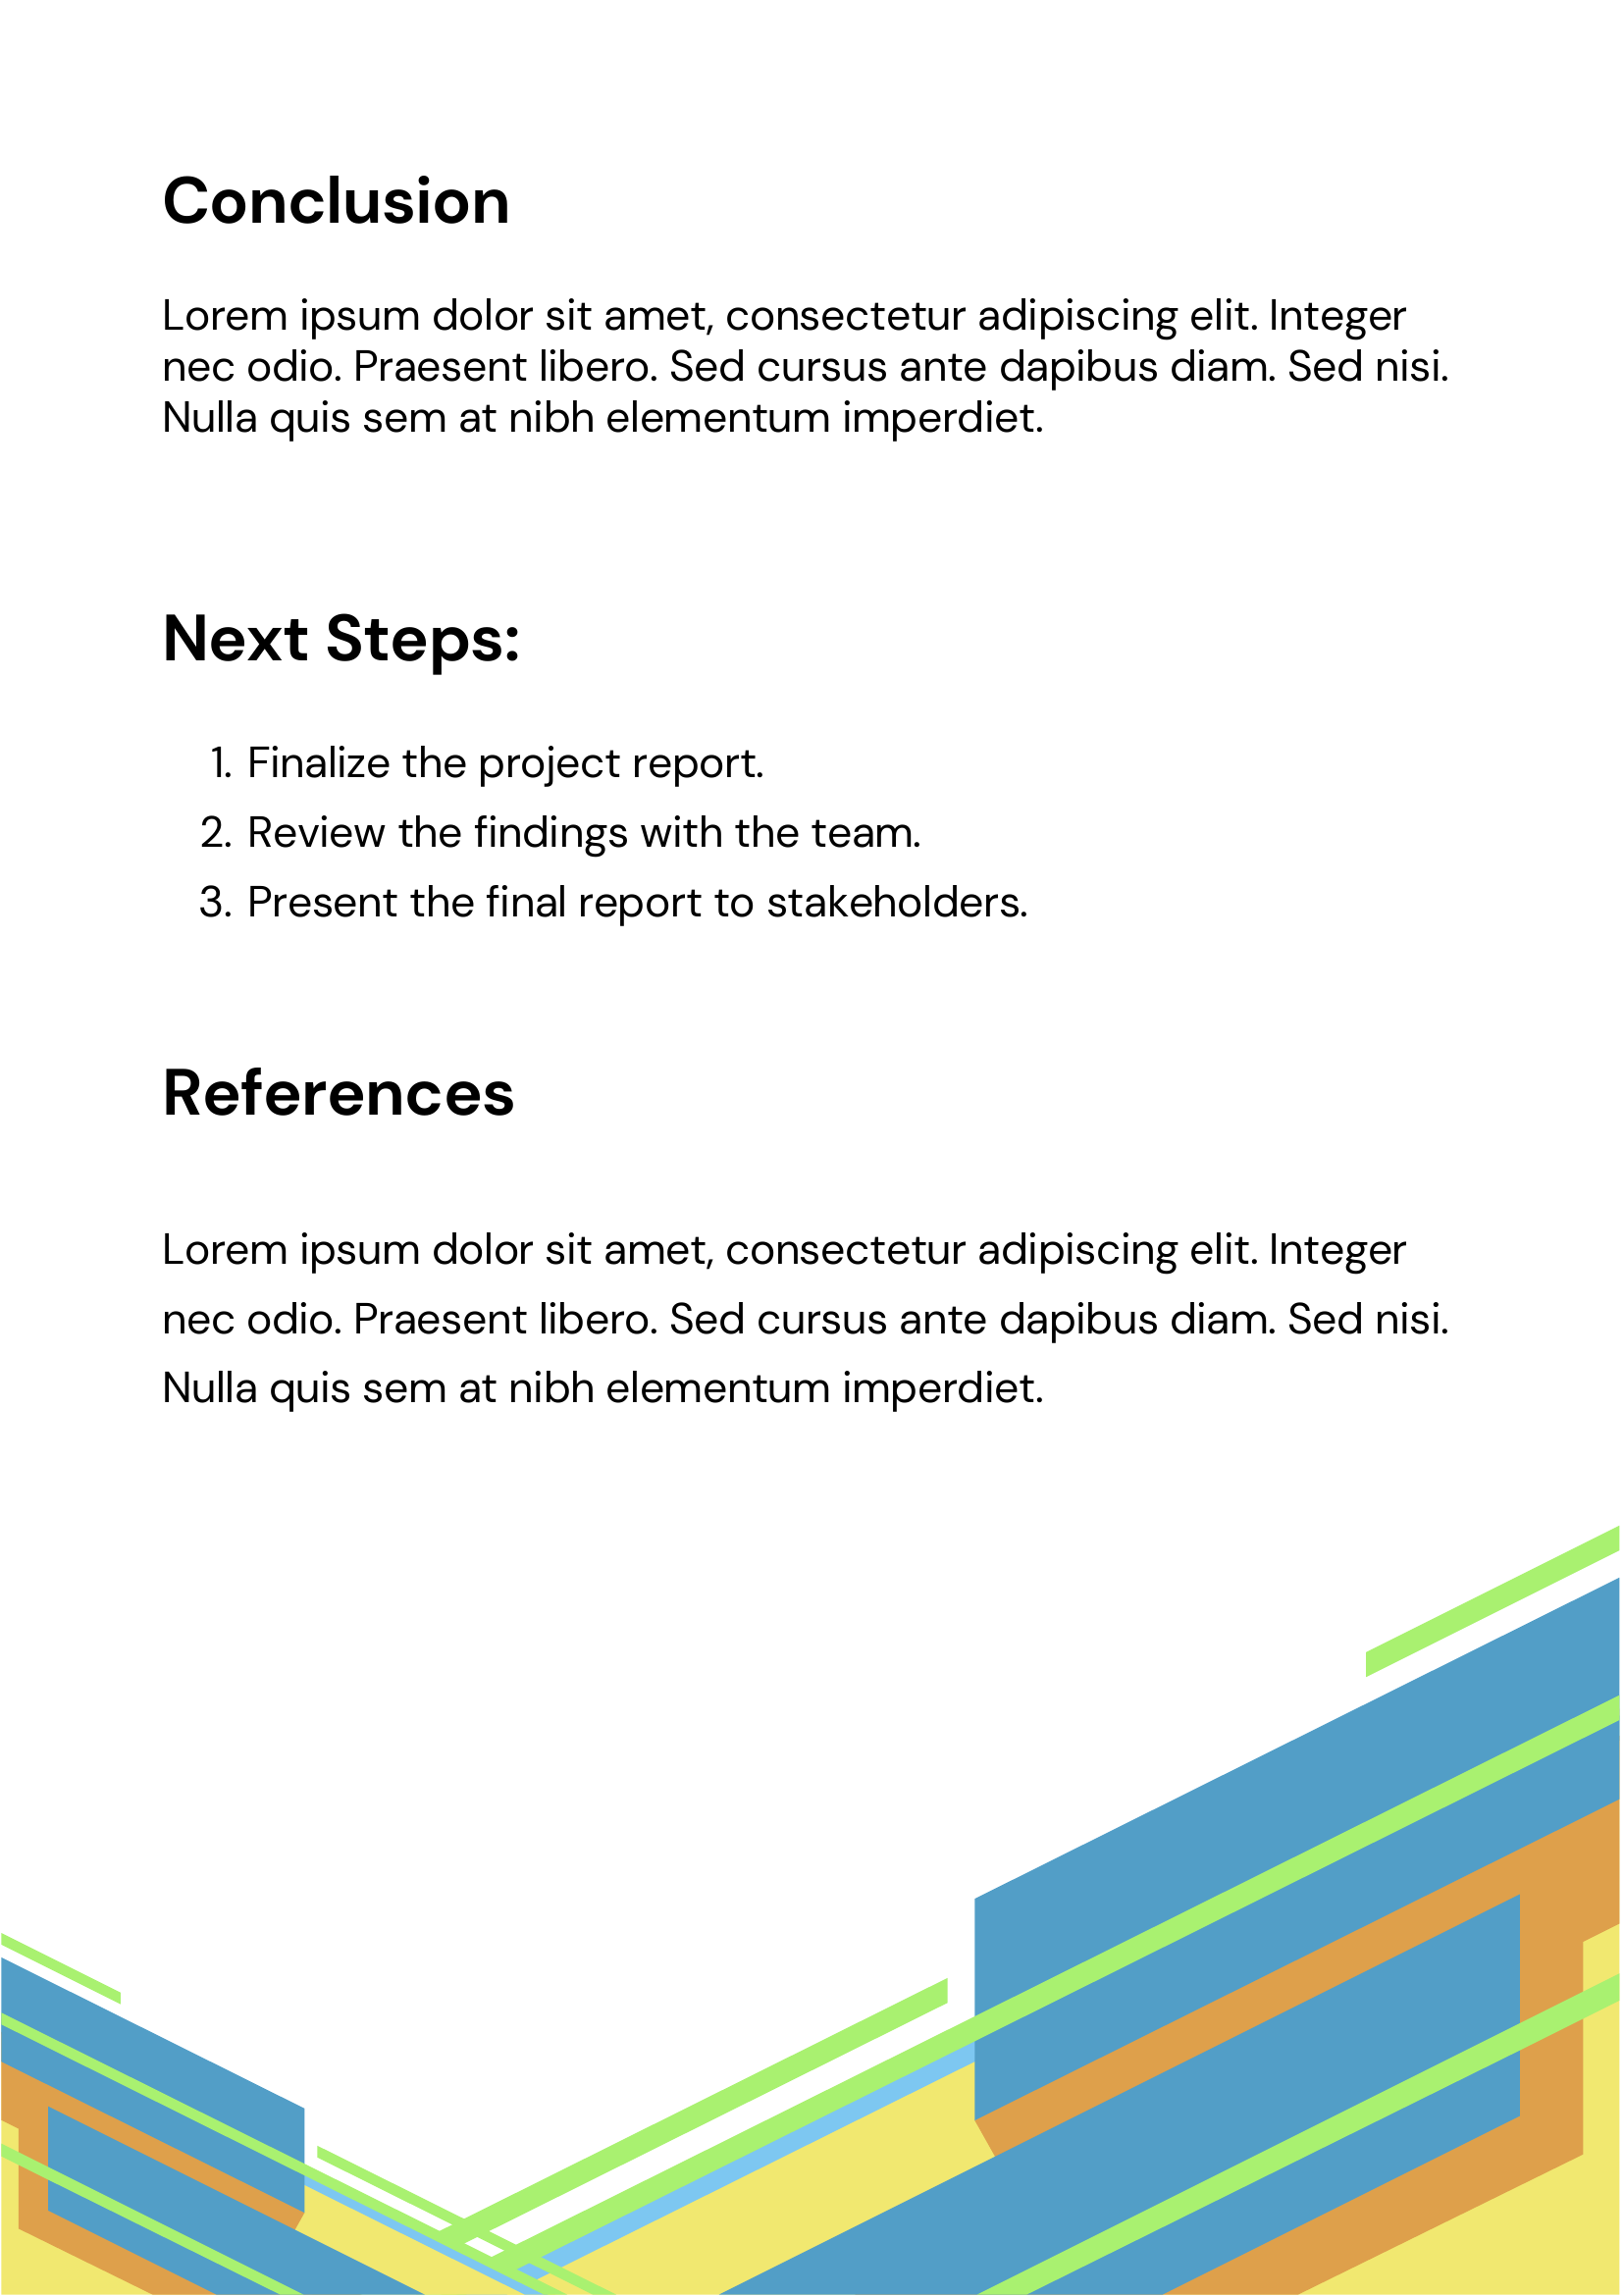 Conclusion
Lorem ipsum dolor sit amet, consectetur adipiscing elit. Integer
nec odio. Praesent libero. Sed cursus ante dapibus diam. Sed nisi.
Nulla quis sem at nibh elementum imperdiet.
Next Steps:
1. Finalize the project report.
2. Review the findings with the team.
3. Present the final report to stakeholders.
References
Lorem ipsum dolor sit amet, consectetur adipiscing elit. Integer
nec odio. Praesent libero. Sed cursus ante dapibus diam. Sed nisi.
Nulla quis sem at nibh elementum imperdiet.